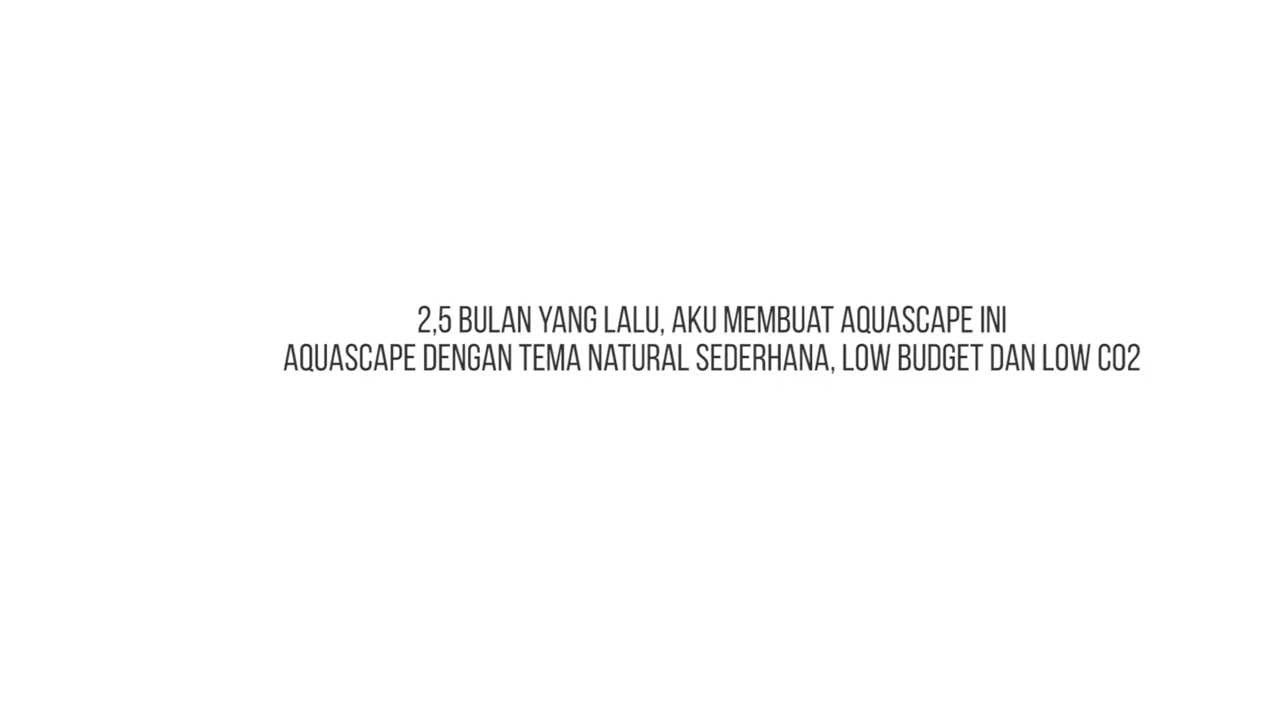 2,5 BULAN YANG LALU, AKU MEMBUAT AQUASCAPE INI
AQUASCAPE DENGAN TEMA NATURAL SEDERHANA, LOW BUDGET DAN LOW CO2